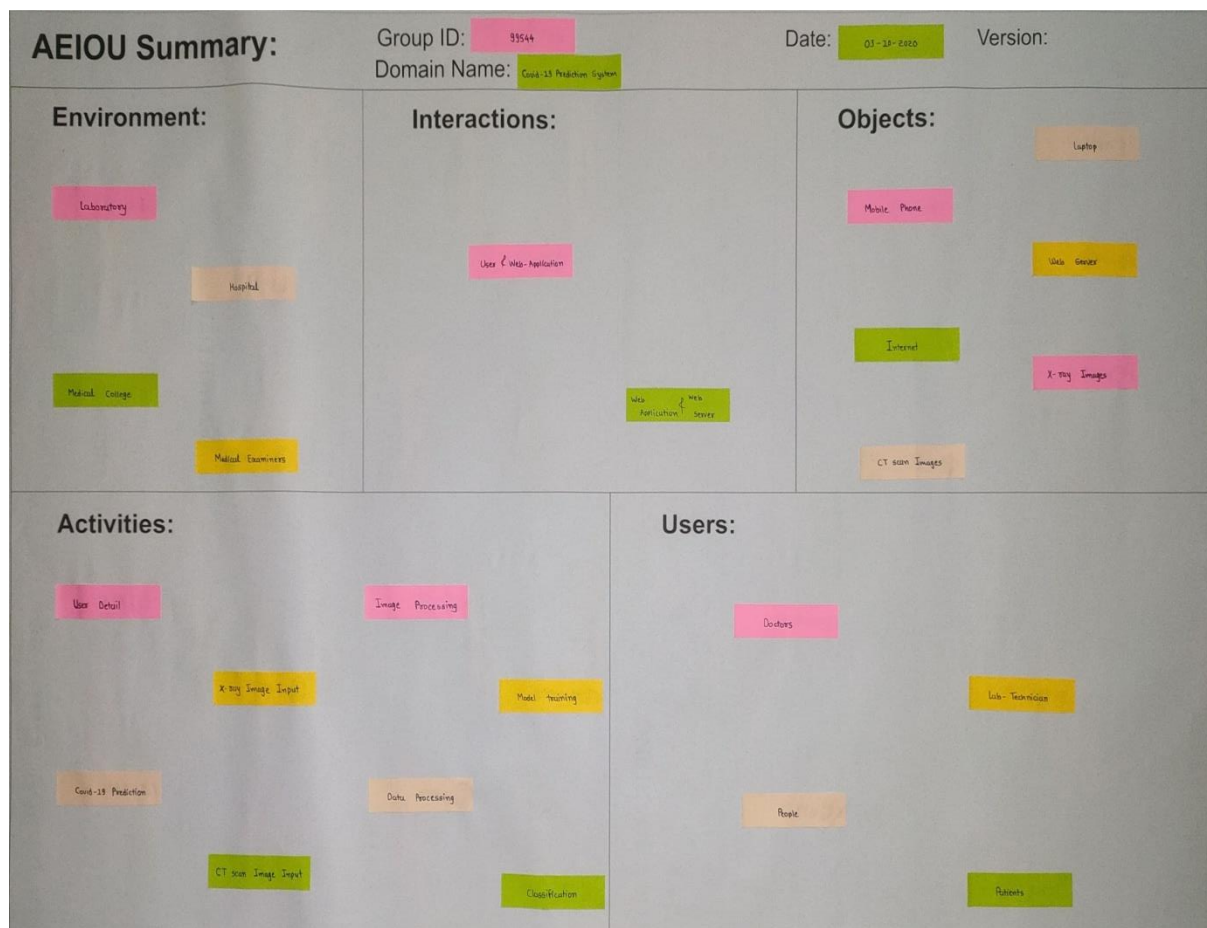 AEIOU Summary:
Group ID: 99544
Domain Name: Covid-19 Prediction System
Date: 03-10-2020
Version:
Environment:
Laboratory
Hospital
Medical College
Medical Examiners
Interactions:
User & Web-Application
Web Application & Web Server
Objects:
Laptop
Mobile Phone
Web Server
Internet
X-ray Images
CT scan Images
Activities:
User Detail
Image Processing
X-ray Image Input
Model training
Covid-19 Prediction
Data Processing
CT scan Image Input
Classification
Users:
Doctors
Lab-Technician
People
Patients